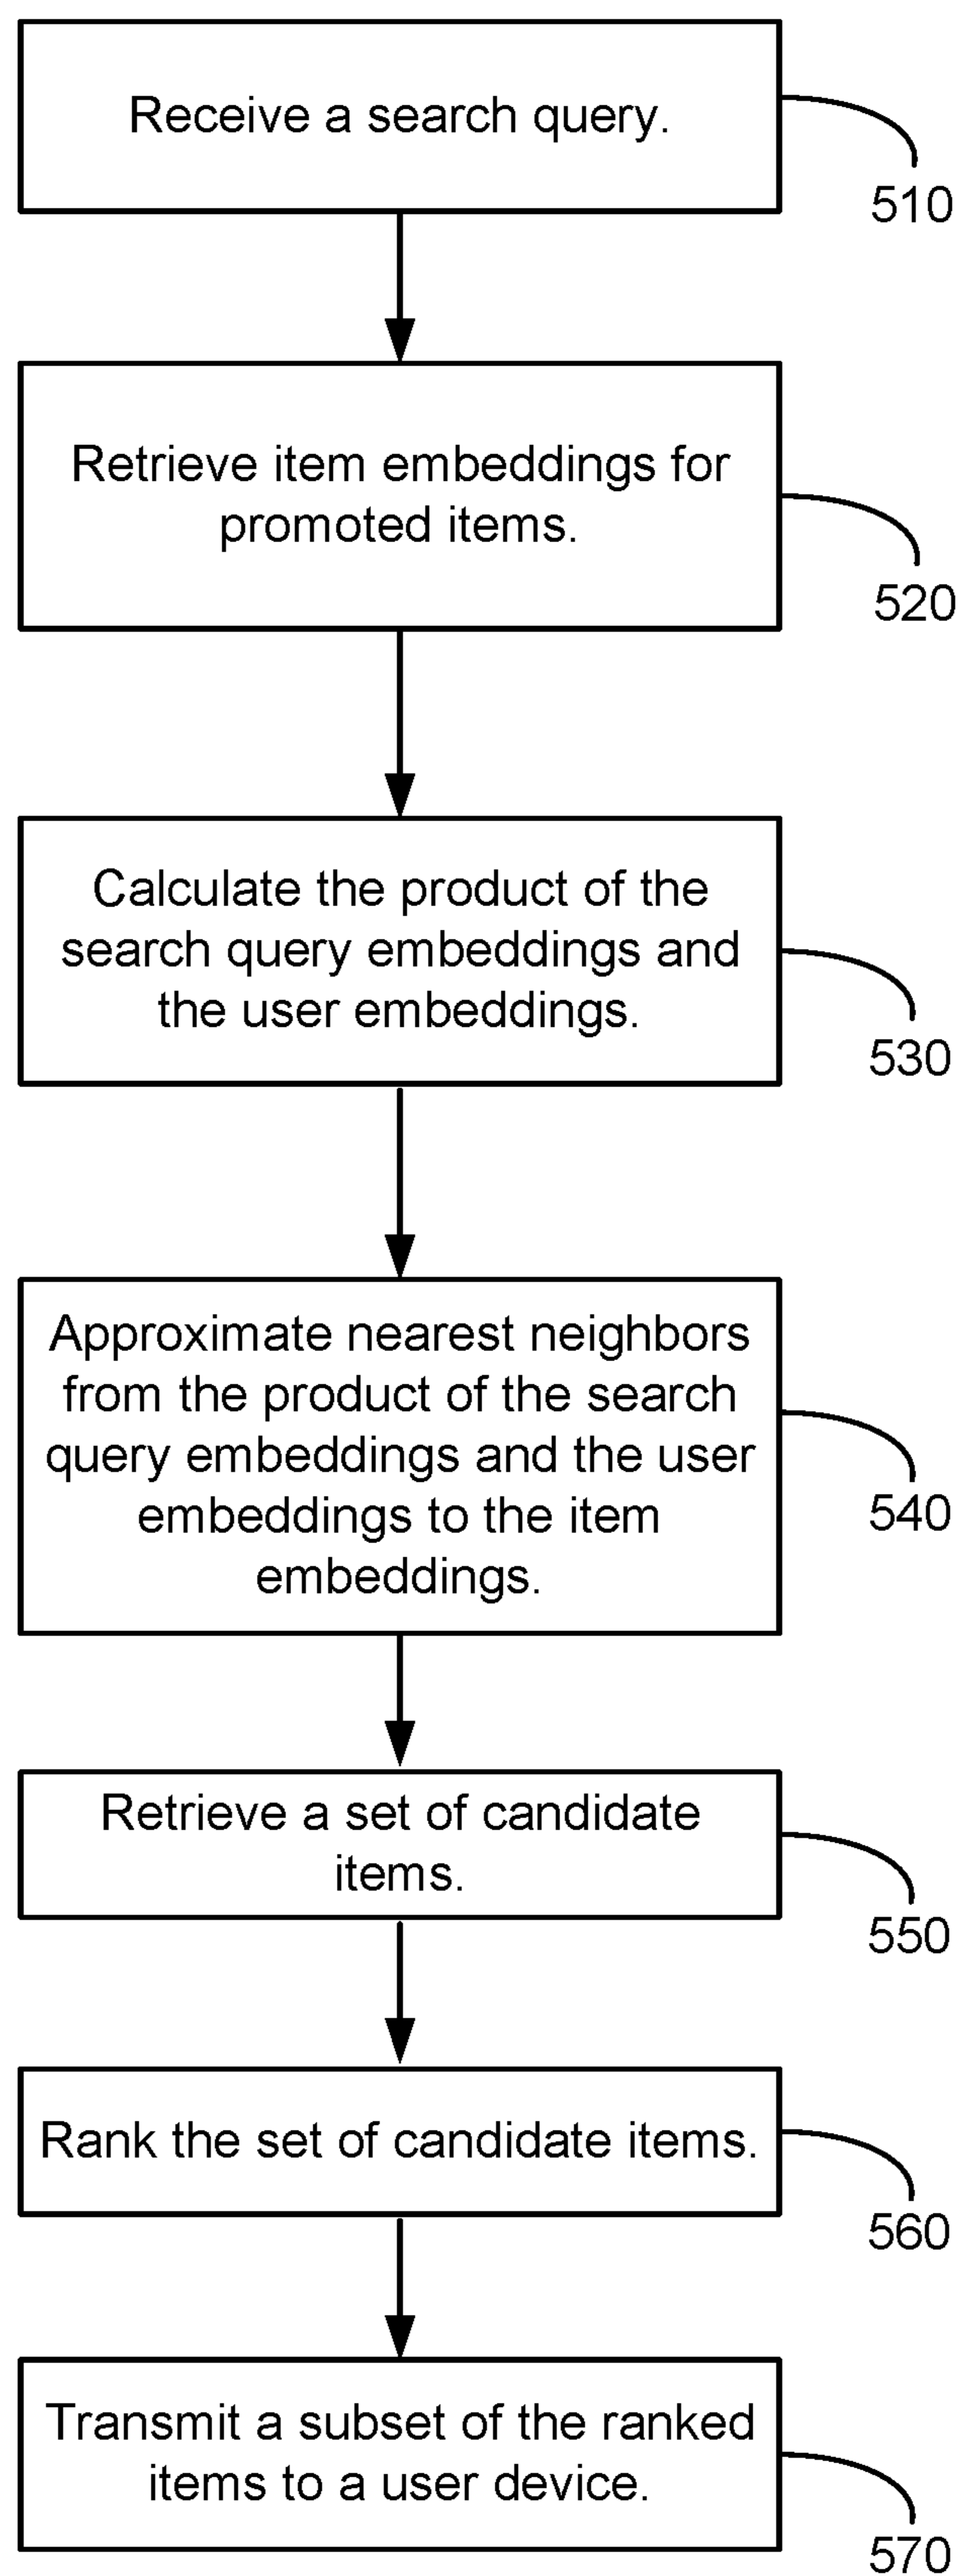 Receive a search query.
510
Retrieve item embeddings for
promoted items.
520
Calculate the product of the
search query embeddings and
the user embeddings.
530
Approximate nearest neighbors
from the product of the search
query embeddings and the user
embeddings to the item
embeddings.
540
Retrieve a set of candidate
items.
550
Rank the set of candidate items.
560
Transmit a subset of the ranked
items to a user device.
570